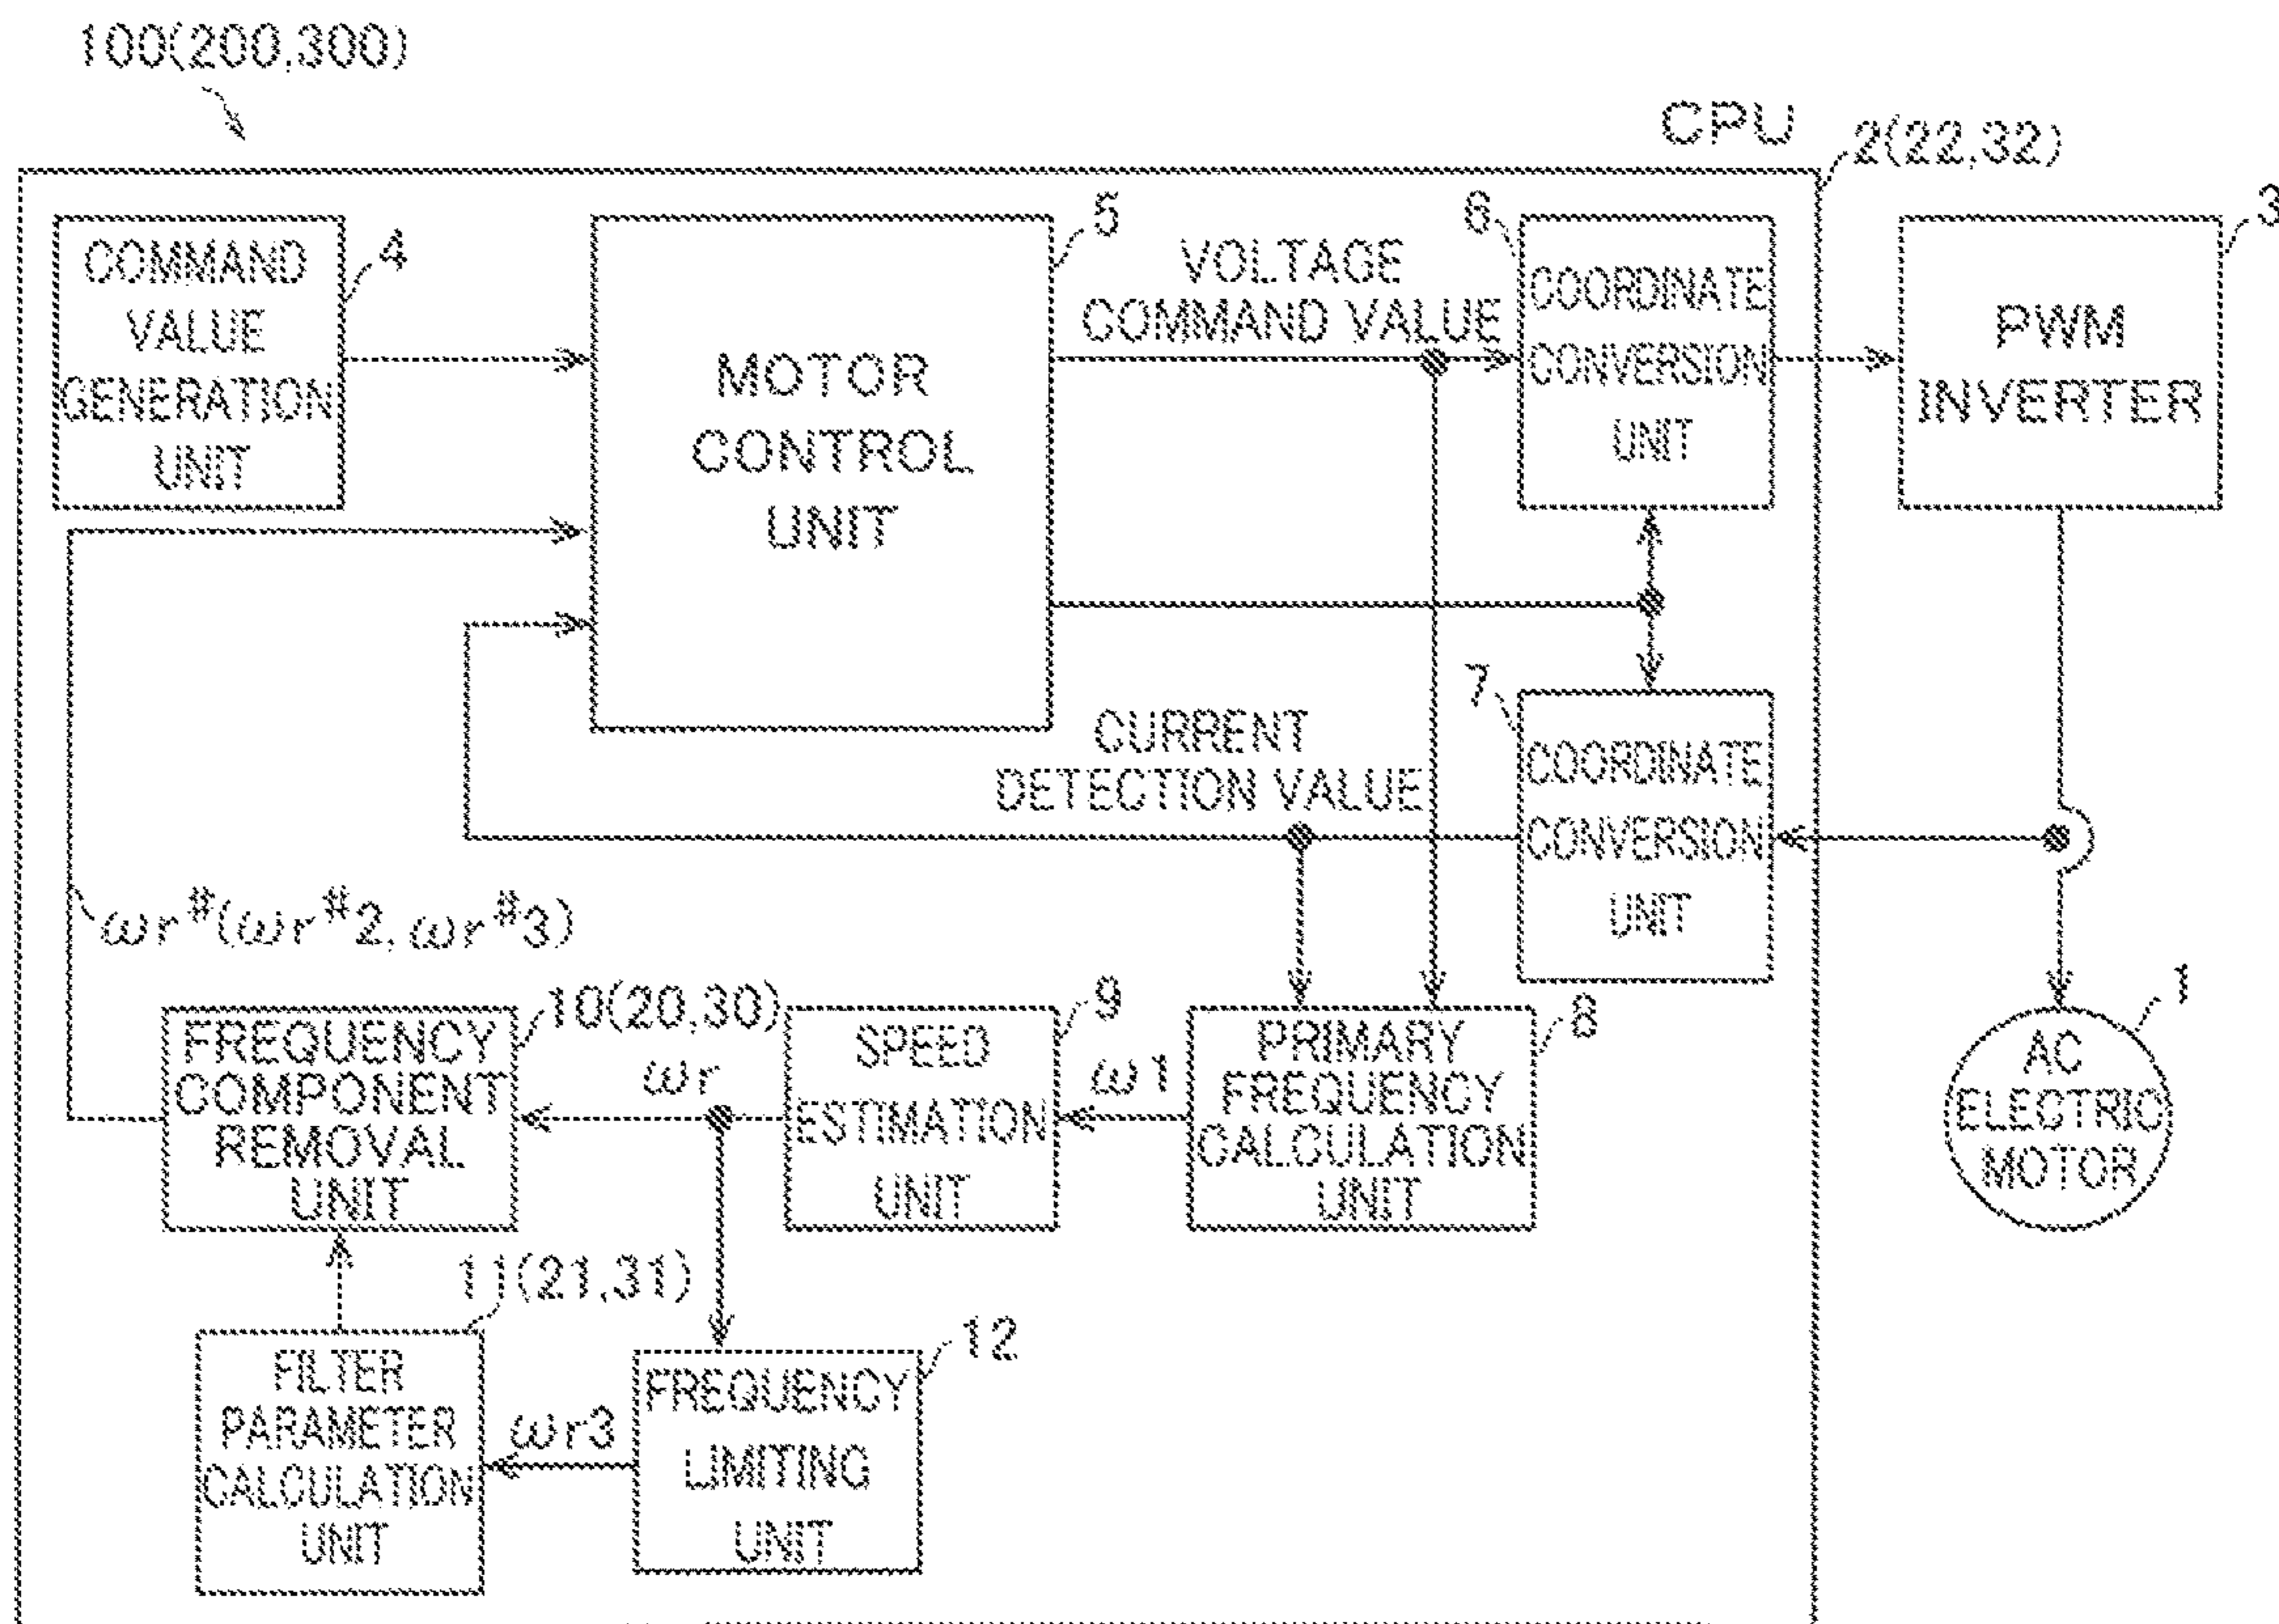 100(200,300)
CPU
2(22,32)
COMMAND
VALUE
GENERATION
UNIT
4
MOTOR
CONTROL
UNIT
5
VOLTAGE
COMMAND VALUE
6
COORDINATE
CONVERSION
UNIT
PWM
INVERTER
3
CURRENT
DETECTION VALUE
7
COORDINATE
CONVERSION
UNIT
ωr#(ωr#2,ωr#3)
FREQUENCY
COMPONENT
REMOVAL
UNIT
10(20,30)
ωr
SPEED
ESTIMATION
UNIT
9
ω1
PRIMARY
FREQUENCY
CALCULATION
UNIT
8
AC
ELECTRIC
MOTOR
1
11(21,31)
FILTER
PARAMETER
CALCULATION
UNIT
ωr3
FREQUENCY
LIMITING
UNIT
12